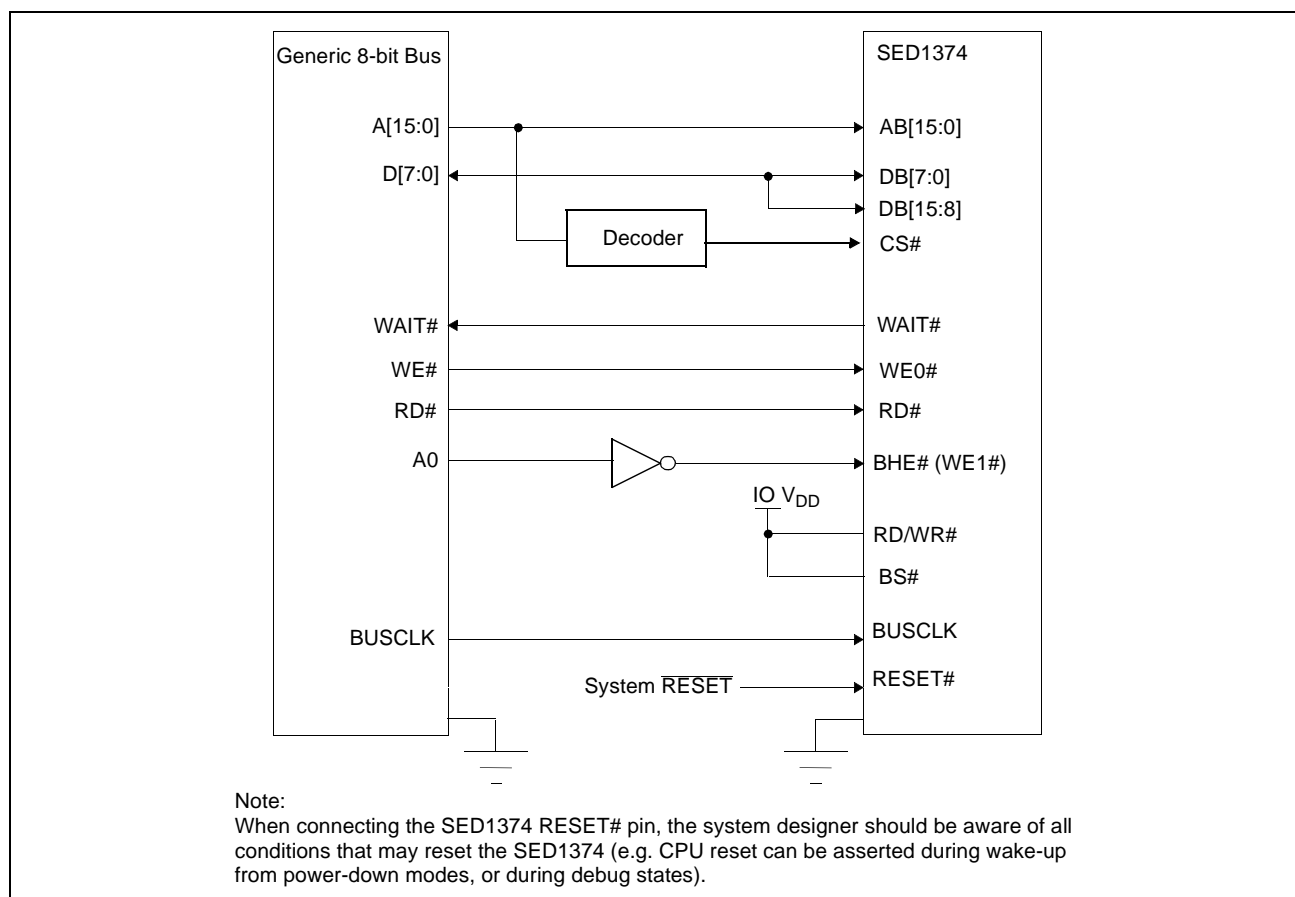 Generic 8-bit Bus
SED1374
A[15:0]
AB[15:0]
D[7:0]
DB[7:0]
DB[15:8]
Decoder
CS#
WAIT#
WAIT#
WE#
WE0#
RD#
RD#
A0
BHE# (WE1#)
IO VDD
RD/WR#
BS#
BUSCLK
BUSCLK
System RESET
RESET#
Note:
When connecting the SED1374 RESET# pin, the system designer should be aware of all
conditions that may reset the SED1374 (e.g. CPU reset can be asserted during wake-up
from power-down modes, or during debug states).